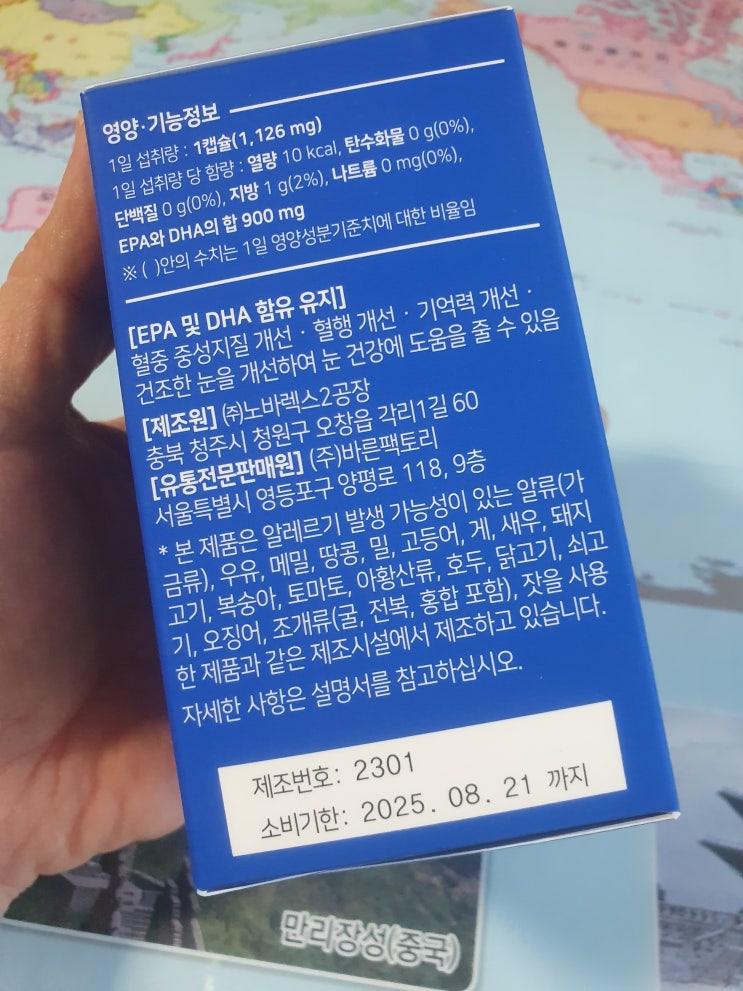 영양·기능정보
1일 섭취량 : 1캡슐(1,126 mg)
1일 섭취량 당 함량 : 열량 10 kcal, 탄수화물 0 g(0%),
단백질 0 g(0%), 지방 1 g(2%), 나트륨 0 mg(0%),
EPA와 DHA의 합 900 mg
※ ( )안의 수치는 1일 영양성분기준치에 대한 비율임
[EPA 및 DHA 함유 유지]
혈중 중성지질 개선 · 혈행 개선 · 기억력 개선 ·
건조한 눈을 개선하여 눈 건강에 도움을 줄 수 있음
[제조원] ㈜노바렉스2공장
충북 청주시 청원구 오창읍 각리1길 60
[유통전문판매원] (주)바른팩토리
서울특별시 영등포구 양평로 118, 9층
* 본 제품은 알레르기 발생 가능성이 있는 알류(가
금류), 우유, 메밀, 땅콩, 밀, 고등어, 게, 새우, 돼지
고기, 복숭아, 토마토, 아황산류, 호두, 닭고기, 쇠고
기, 오징어, 조개류(굴, 전복, 홍합 포함), 잣을 사용
한 제품과 같은 제조시설에서 제조하고 있습니다.
자세한 사항은 설명서를 참고하십시오.
제조번호: 2301
소비기한: 2025. 08. 21 까지
만리장성(중국)